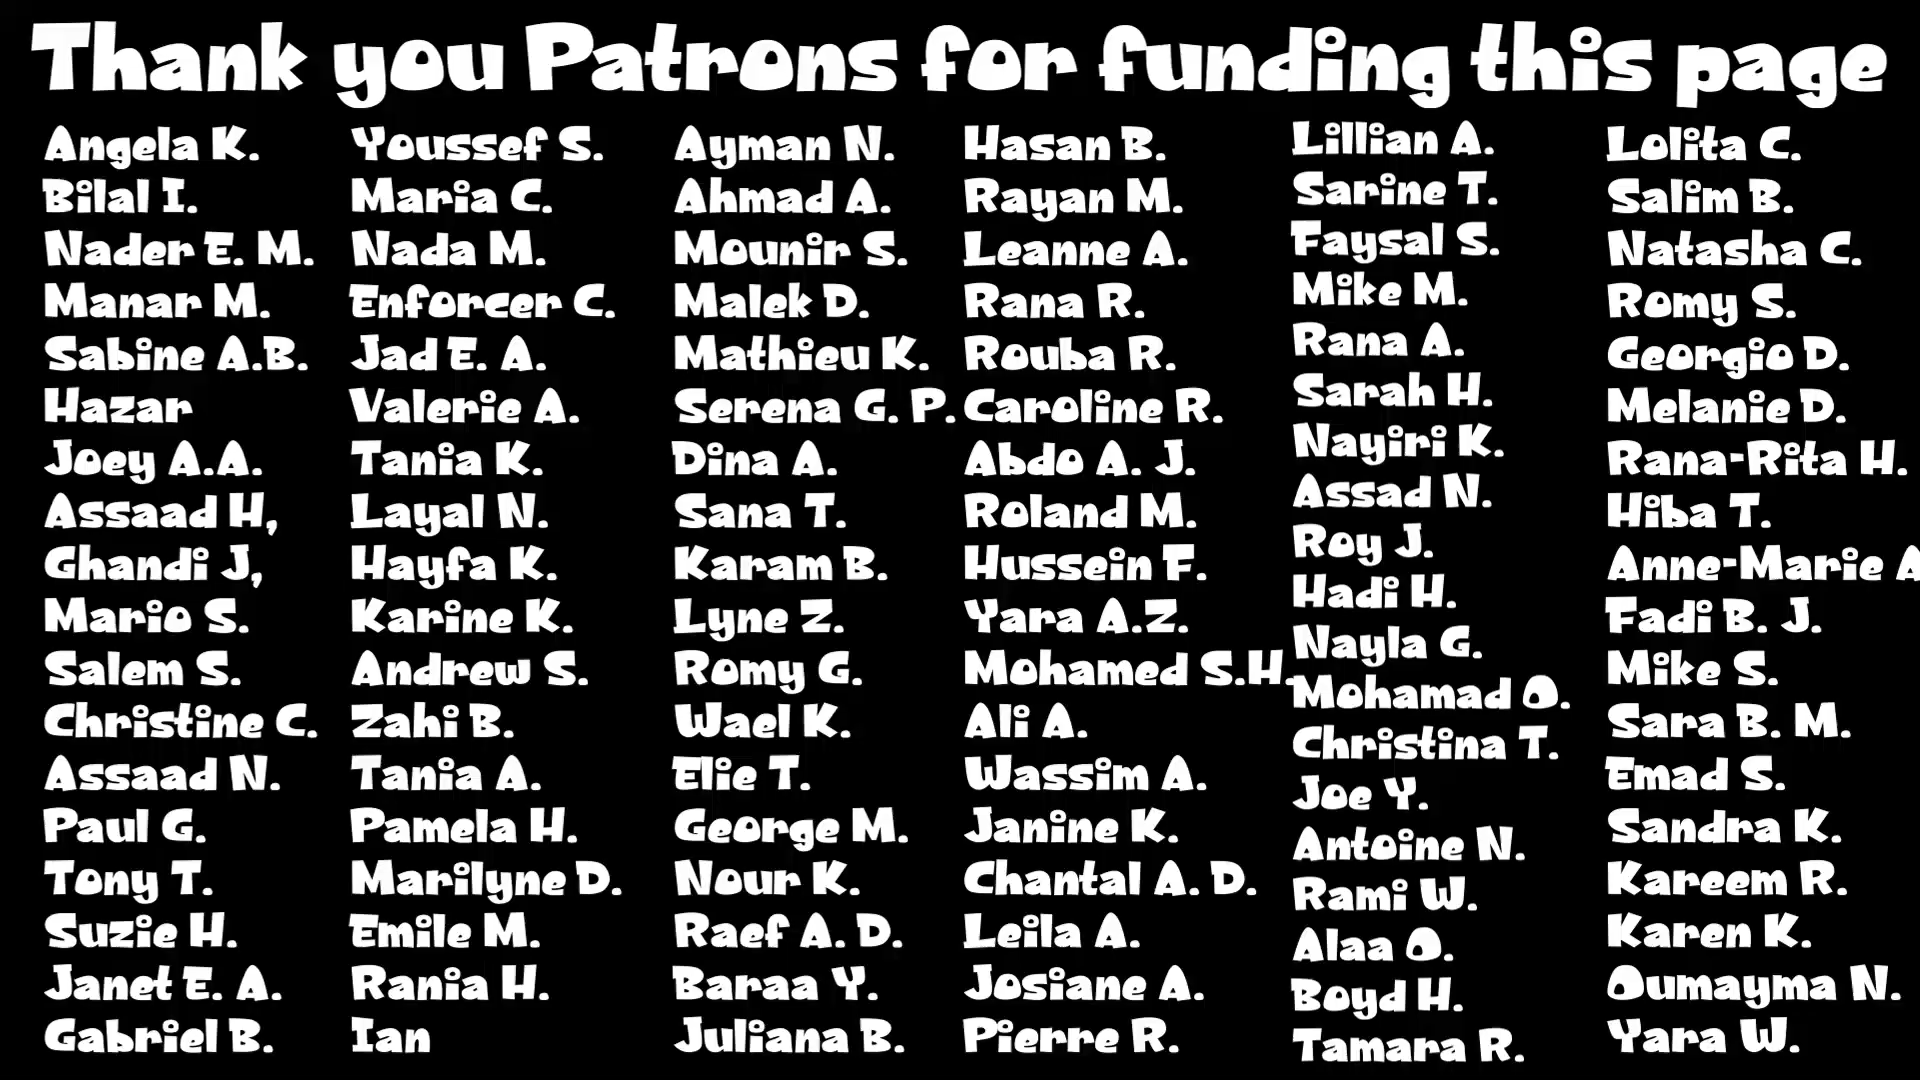 Thank you Patrons for funding this page
Angela K.
Bilal I.
Nader E. M.
Manar M.
Sabine A.B.
Hazar
Joey A.A.
Assaad H,
Ghandi J,
Mario S.
Salem S.
Christine C.
Assaad N.
Paul G.
Tony T.
Suzie H.
Janet E. A.
Gabriel B.
Youssef S.
Maria C.
Nada M.
Enforcer C.
Jad E. A.
Valerie A.
Tania K.
Layal N.
Hayfa K.
Karine K.
Andrew S.
Zahi B.
Tania A.
Pamela H.
Marilyne D.
Emile M.
Rania H.
Ian
Ayman N.
Ahmad A.
Mounir S.
Malek D.
Mathieu K.
Serena G. P.
Dina A.
Sana T.
Karam B.
Lyne Z.
Romy G.
Wael K.
Elie T.
George M.
Nour K.
Raef A. D.
Baraa Y.
Juliana B.
Hasan B.
Rayan M.
Leanne A.
Rana R.
Rouba R.
Caroline R.
Abdo A. J.
Roland M.
Hussein F.
Yara A.Z.
Mohamed S.H.
Ali A.
Wassim A.
Janine K.
Chantal A. D.
Leila A.
Josiane A.
Pierre R.
Lillian A.
Sarine T.
Faysal S.
Mike M.
Rana A.
Sarah H.
Nayiri K.
Assad N.
Roy J.
Hadi H.
Nayla G.
Mohamad O.
Christina T.
Joe Y.
Antoine N.
Rami W.
Alaa O.
Boyd H.
Tamara R.
Lolita C.
Salim B.
Natasha C.
Romy S.
Georgio D.
Melanie D.
Rana-Rita H.
Hiba T.
Anne-Marie A
Fadi B. J.
Mike S.
Sara B. M.
Emad S.
Sandra K.
Kareem R.
Karen K.
Oumayma N.
Yara W.